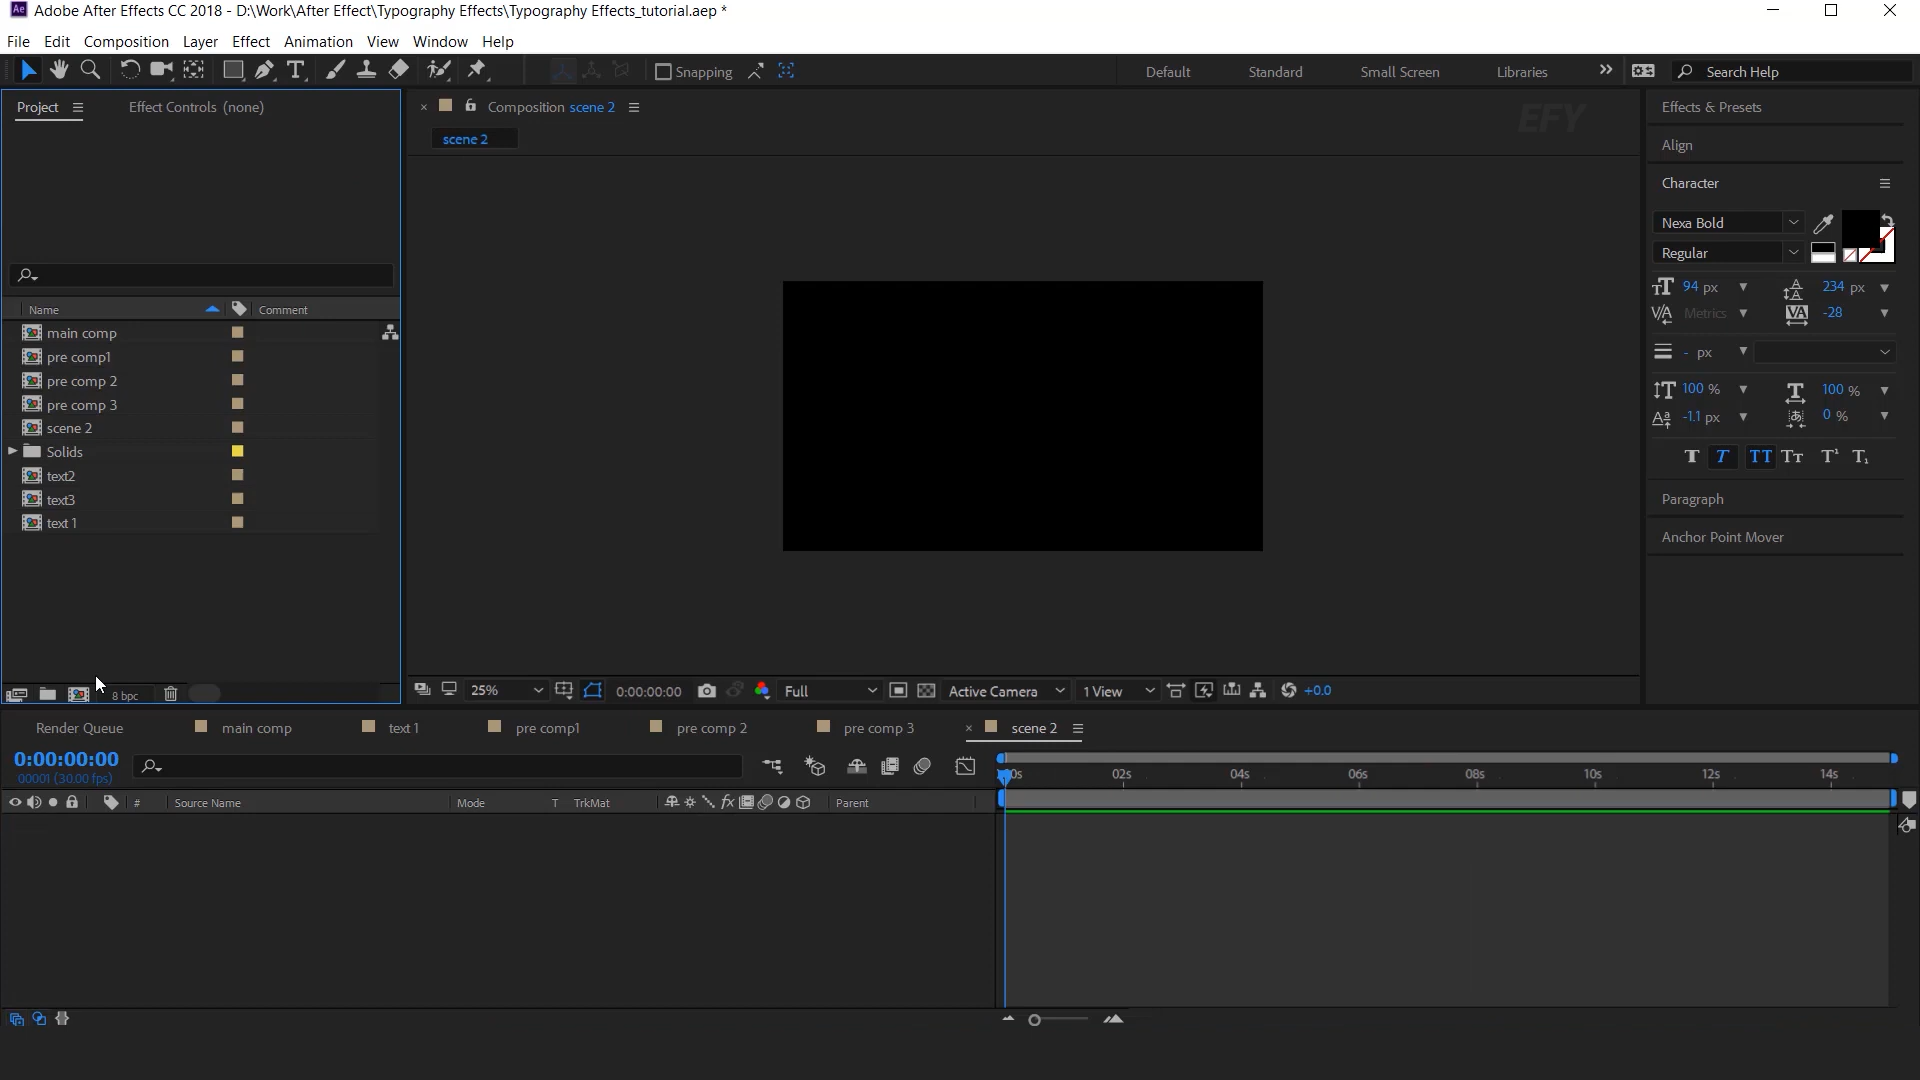 Adobe After Effects CC 2018 - D:\Work\After Effect\Typography Effects\Typography Effects_tutorial.aep *
File Edit Composition Layer Effect Animation View Window Help
Snapping Default Standard Small Screen Libraries Search Help
Project Effect Controls (none)
Composition scene 2
scene 2
EFY
Name Comment
main comp
pre comp1
pre comp 2
pre comp 3
scene 2
Solids
text2
text3
text 1
8 bpc
25% 0:00:00:00 Full Active Camera 1 View +0.0
Effects & Presets
Align
Character
Nexa Bold
Regular
94 px 234 px
Metrics -28
- px
100 % 100 %
-1.1 px 0 %
T T TT Tт T¹ T₁
Paragraph
Anchor Point Mover
Render Queue main comp text 1 pre comp1 pre comp 2 pre comp 3 scene 2
0:00:00:00
00001 (30.00 fps)
00s 02s 04s 06s 08s 10s 12s 14s
# Source Name Mode T TrkMat Parent